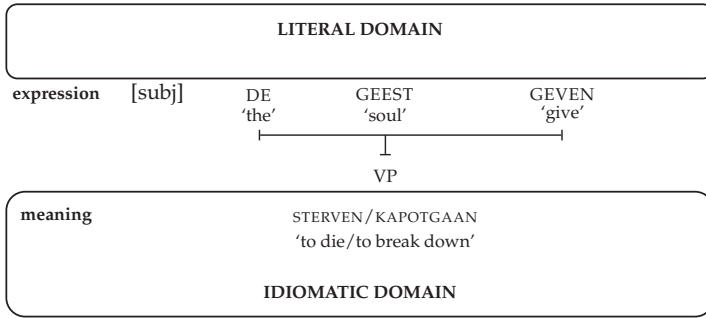 LITERAL DOMAIN
expression [subj] DE GEEST GEVEN
‘the’ ‘soul’ ‘give’
VP
meaning STERVEN/KAPOTGAAN
‘to die/to break down’
IDIOMATIC DOMAIN